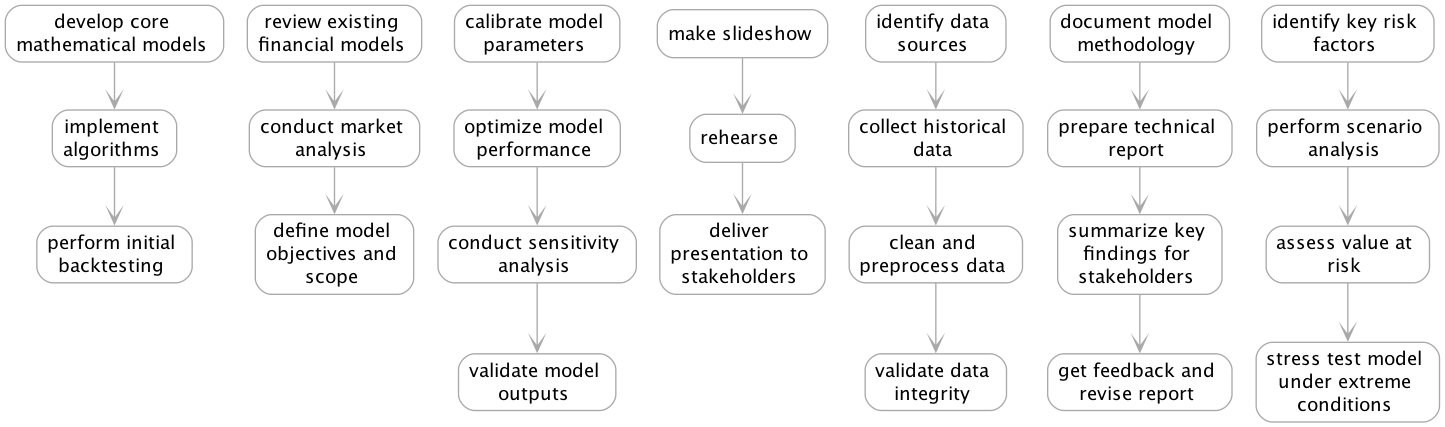 develop core
mathematical models
implement
algorithms
perform initial
backtesting
review existing
financial models
conduct market
analysis
define model
objectives and
scope
calibrate model
parameters
optimize model
performance
conduct sensitivity
analysis
validate model
outputs
make slideshow
rehearse
deliver
presentation to
stakeholders
identify data
sources
collect historical
data
clean and
preprocess data
validate data
integrity
document model
methodology
prepare technical
report
summarize key
findings for
stakeholders
get feedback and
revise report
identify key risk
factors
perform scenario
analysis
assess value at
risk
stress test model
under extreme
conditions